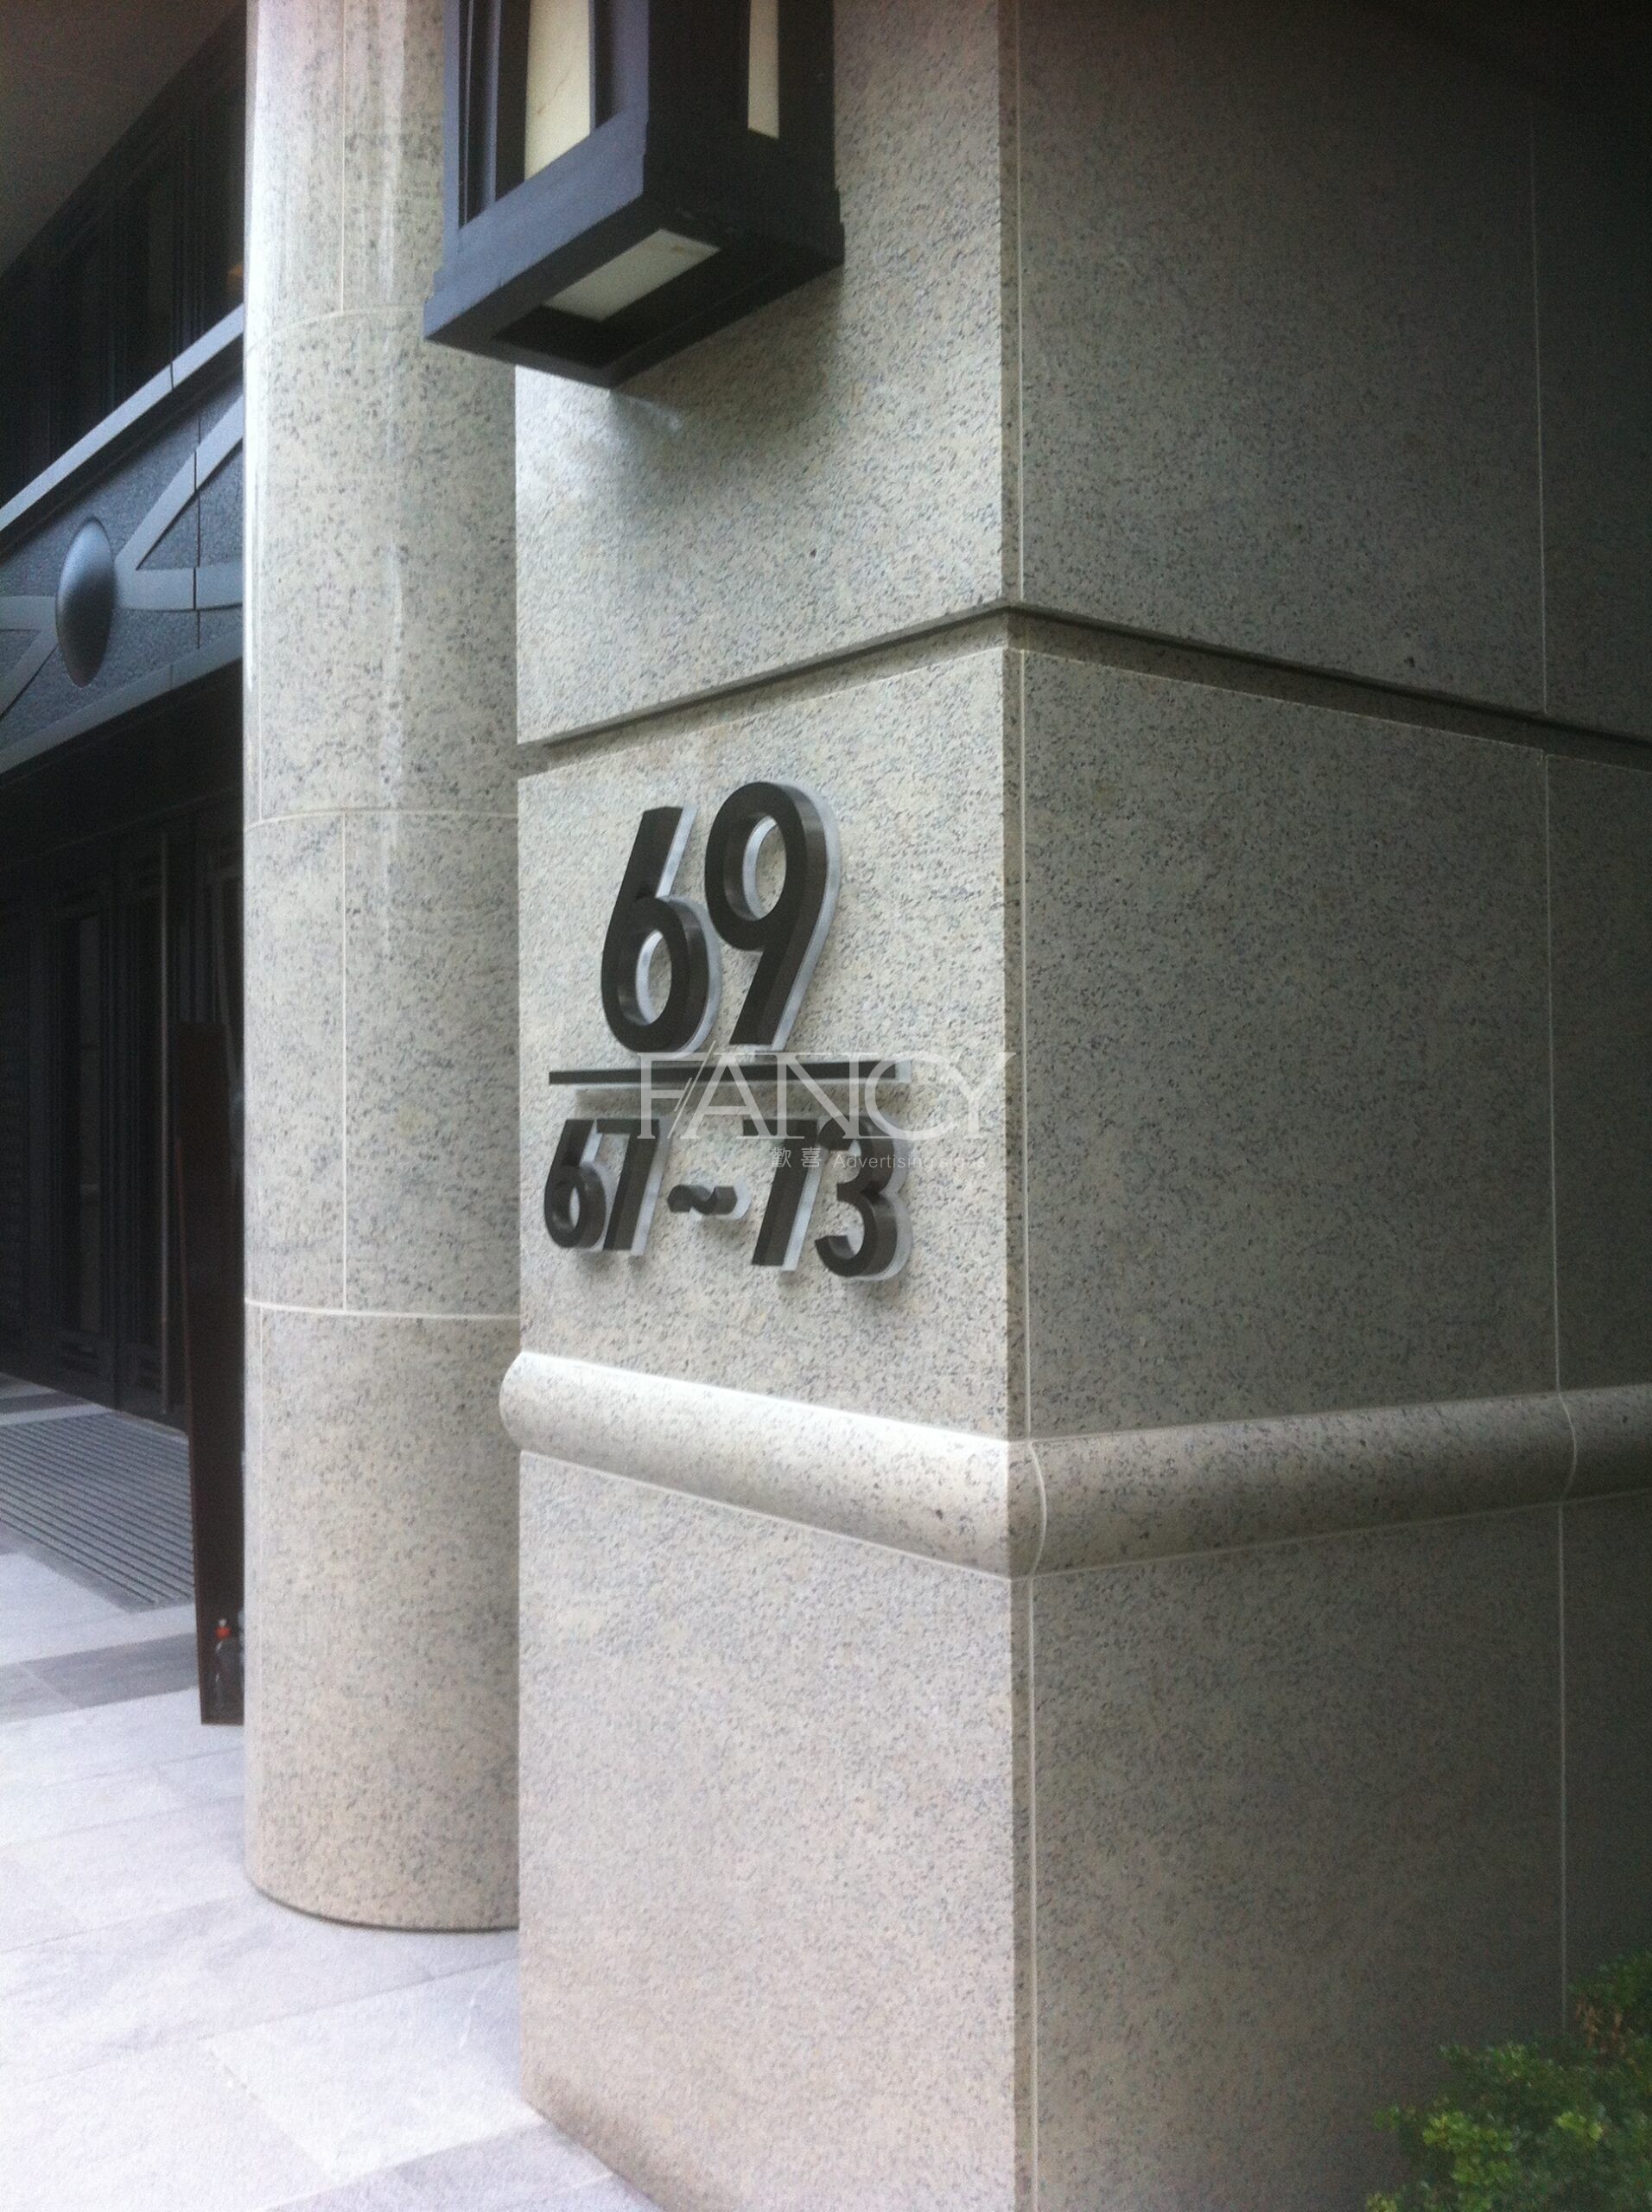 69
67~73
FANCY
歡喜 Advertising signs